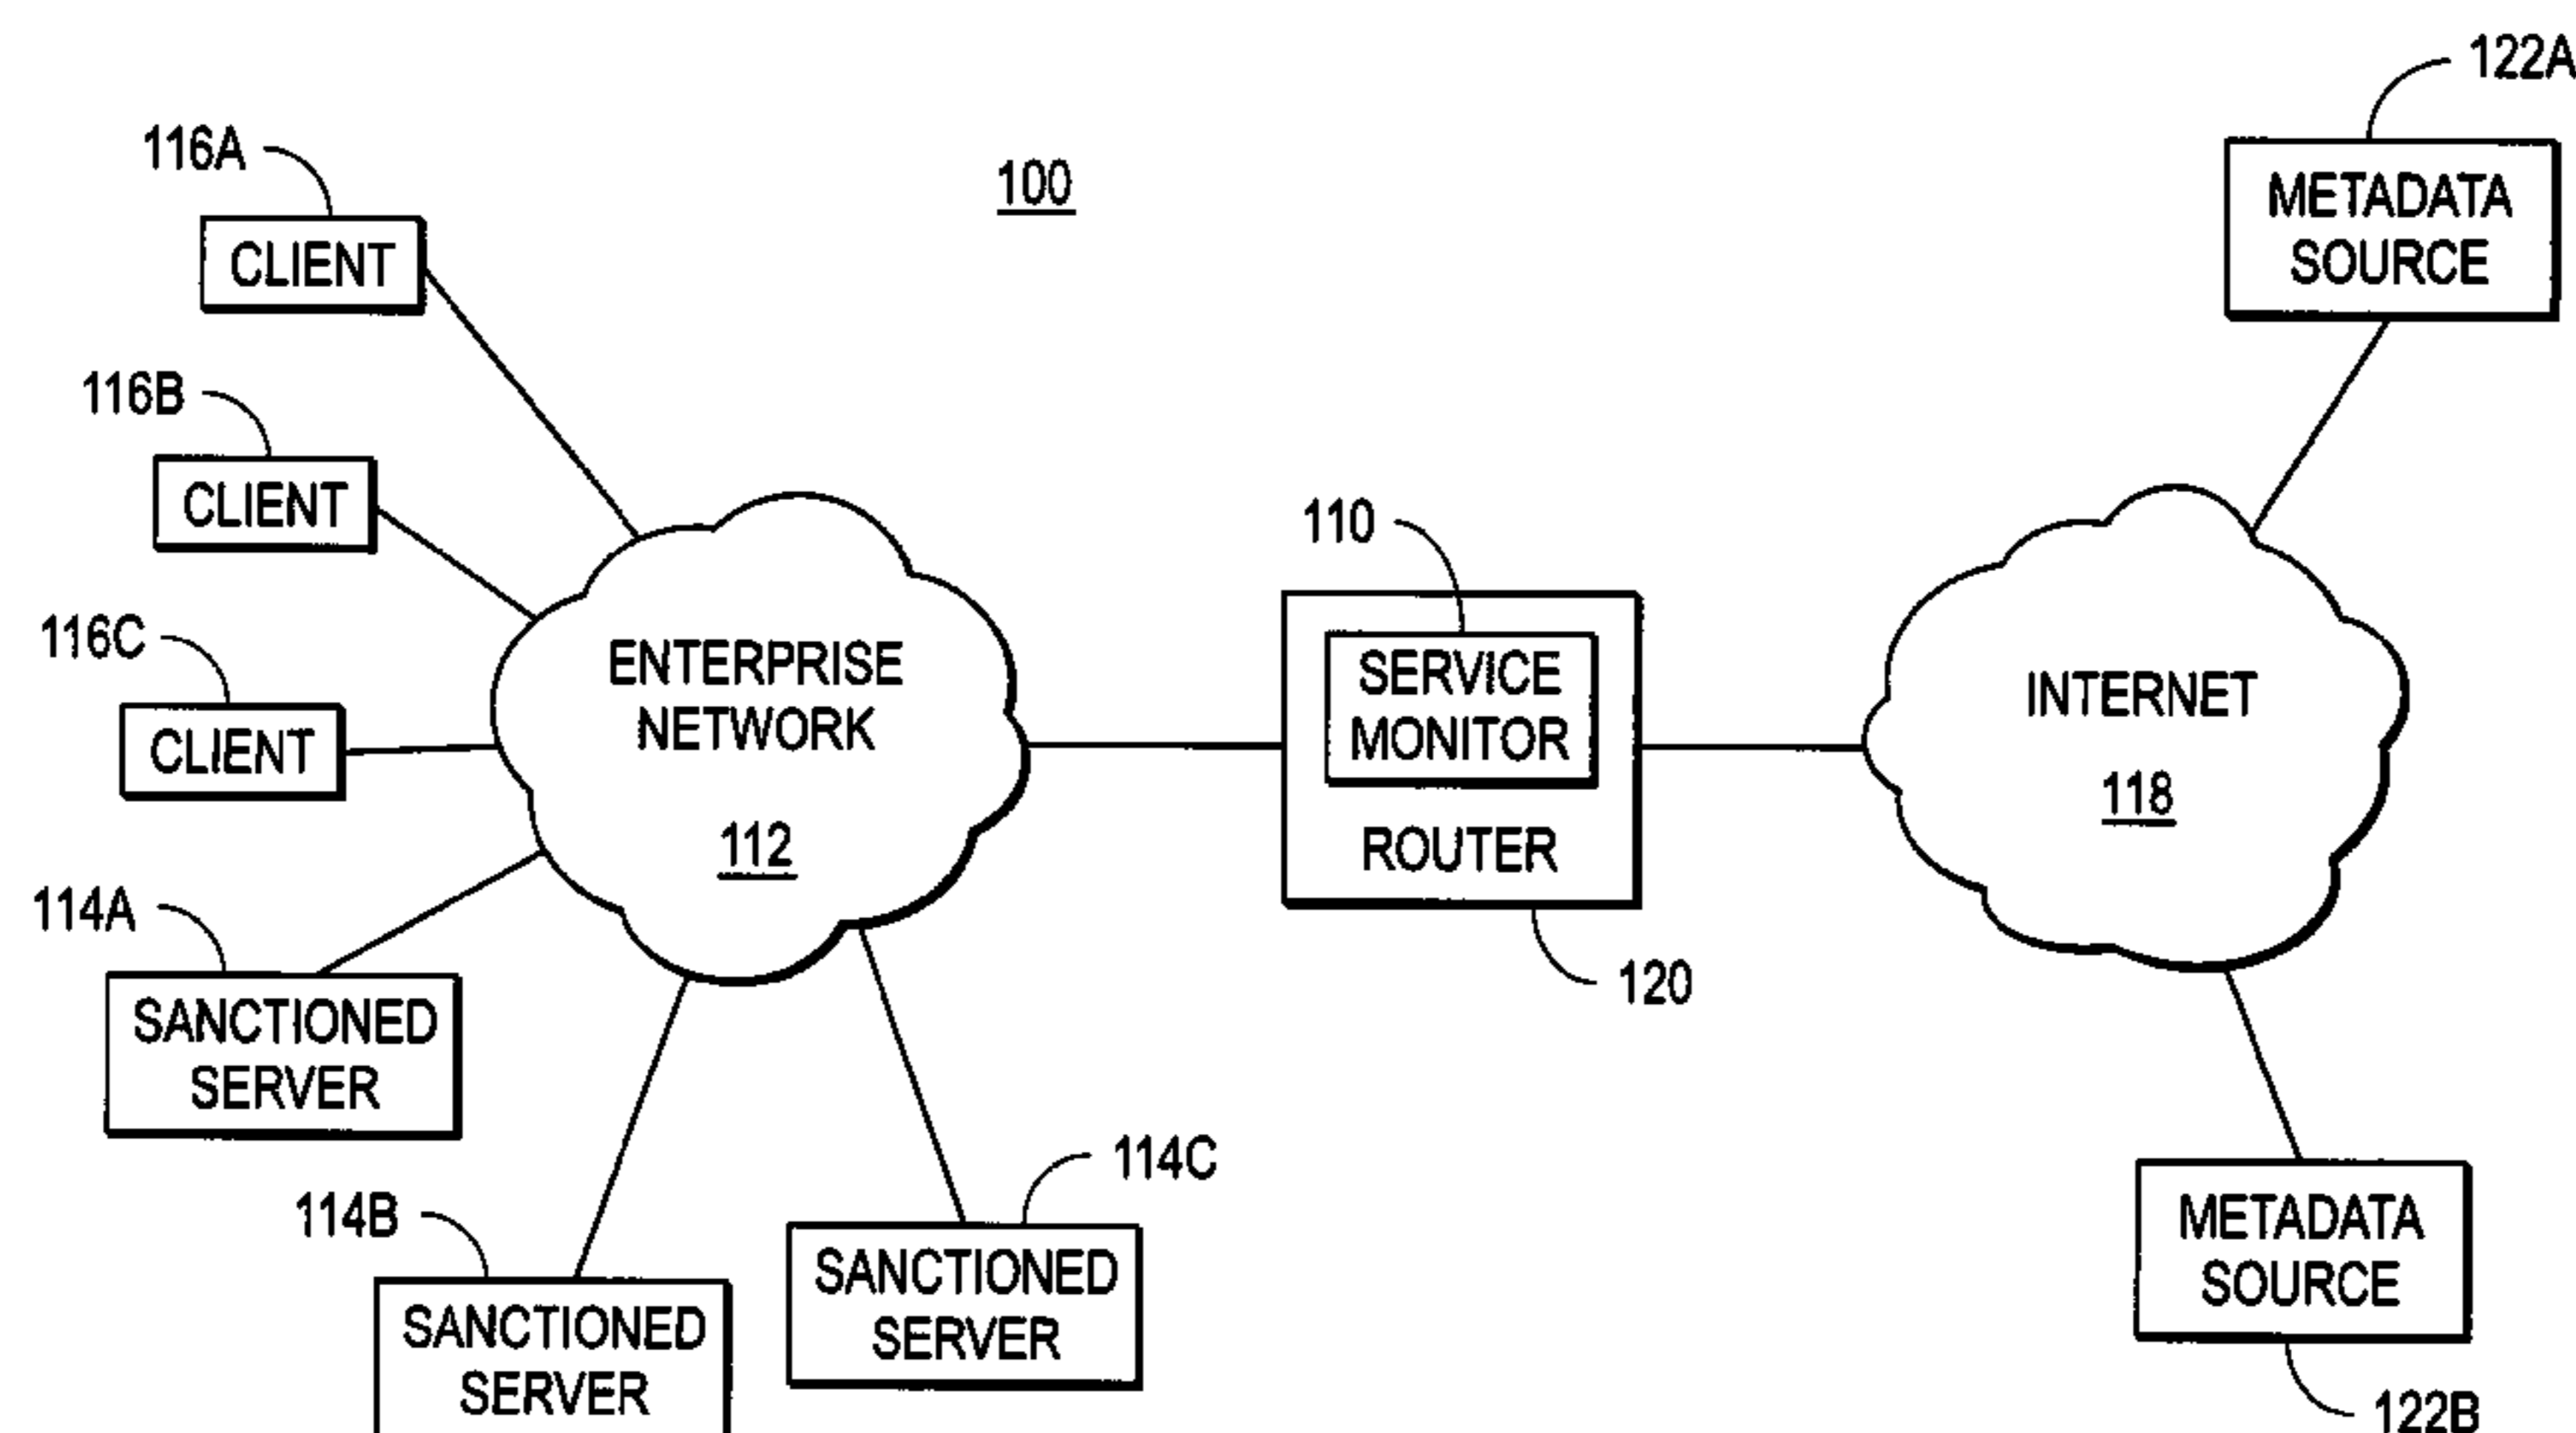 122A
116A
100
METADATA
SOURCE
CLIENT
116B
CLIENT
110
116C
ENTERPRISE
NETWORK
SERVICE
MONITOR
INTERNET
CLIENT
118
112
ROUTER
114A
120
SANCTIONED
SERVER
114C
114B
METADATA
SOURCE
SANCTIONED
SERVER
SANCTIONED
SERVER
122B